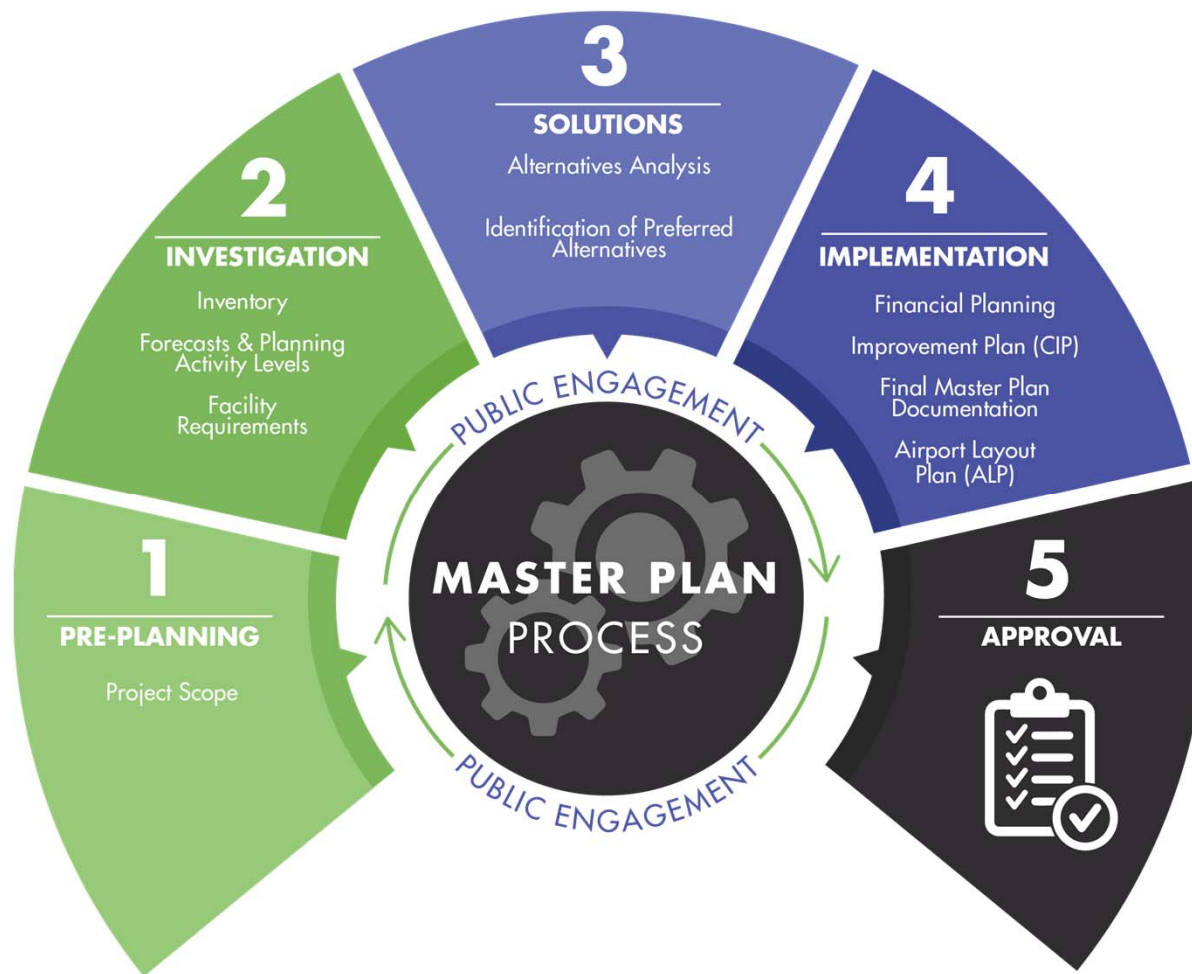 1
PRE-PLANNING
Project Scope
2
INVESTIGATION
Inventory
Forecasts & Planning
Activity Levels
Facility
Requirements
3
SOLUTIONS
Alternatives Analysis
Identification of Preferred
Alternatives
4
IMPLEMENTATION
Financial Planning
Improvement Plan (CIP)
Final Master Plan
Documentation
Airport Layout
Plan (ALP)
5
APPROVAL
PUBLIC ENGAGEMENT
MASTER PLAN
PROCESS
PUBLIC ENGAGEMENT